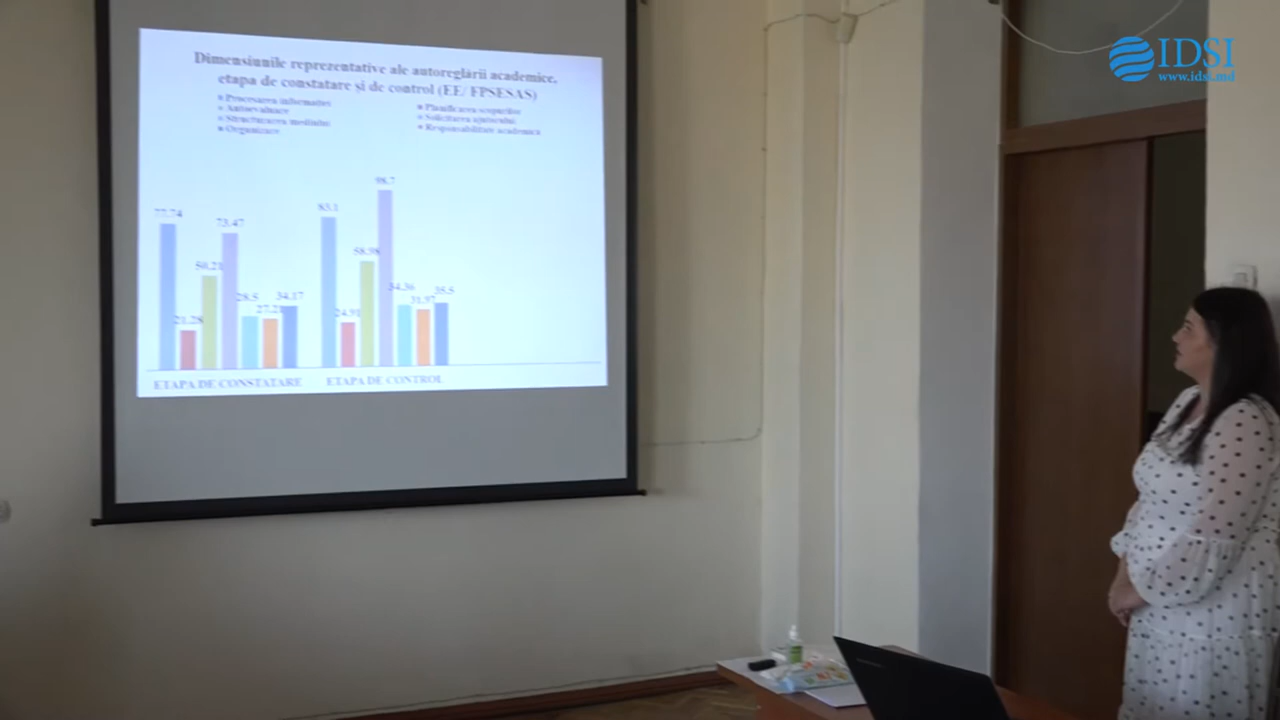 IDSI
www.idsi.md
Dimensiunile reprezentative ale autoreglării academice,
etapa de constatare și de control (EE/ FPSESAS)
Procesarea informației
Planificarea scopurilor
Autoevaluare
Solicitarea ajutorului
Structurarea mediului
Responsabilitate academică
Organizare
98.7
77.74
83.1
73.47
50.21
58.98
21.28
28.5
27.21
34.17
24.91
34.36
31.97
35.5
ETAPA DE CONSTATARE
ETAPA DE CONTROL